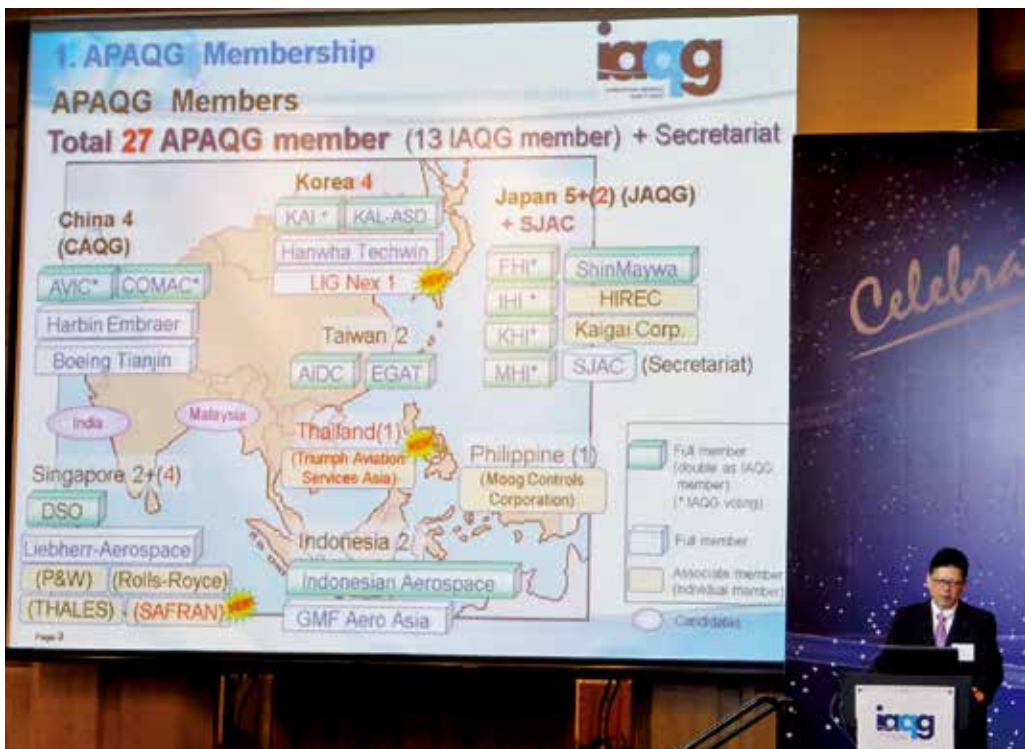 1. APAQG Membership
iaqg
APAQG Members
Total 27 APAQG member (13 IAQG member) + Secretariat
Korea 4
KAI * KAL-ASD
Hanwha Techwin
LIG Nex 1
China 4
(CAQG)
AVIC* COMAC*
Harbin Embraer
Boeing Tianjin
Japan 5+(2) (JAQG)
+ SJAC
FHI* ShinMaywa
IHI * HIREC
KHI* Kaigai Corp.
MHI* SJAC (Secretariat)
Taiwan 2
AIDC EGAT
India
Malaysia
Thailand(1)
(Triumph Aviation
Services Asia)
Philippine (1)
(Moog Controls
Corporation)
Singapore 2+(4)
DSO
Liebherr-Aerospace
(P&W) (Rolls-Royce)
(THALES) (SAFRAN)
Indonesia 2
Indonesian Aerospace
GMF Aero Asia
Full member
(double as IAQG
member)
(* IAQG voting)
Full member
Associate member
(individual member)
Candidate
Page 3
Celebra
iaqg